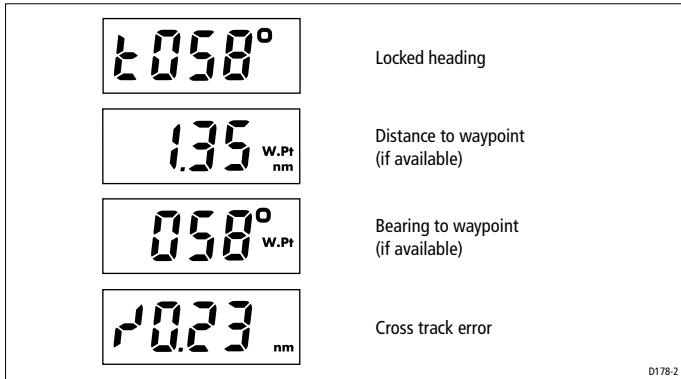 t058°
Locked heading
1.35 W.Pt nm
Distance to waypoint
(if available)
058° W.Pt
Bearing to waypoint
(if available)
0.23 nm
Cross track error
D178-2